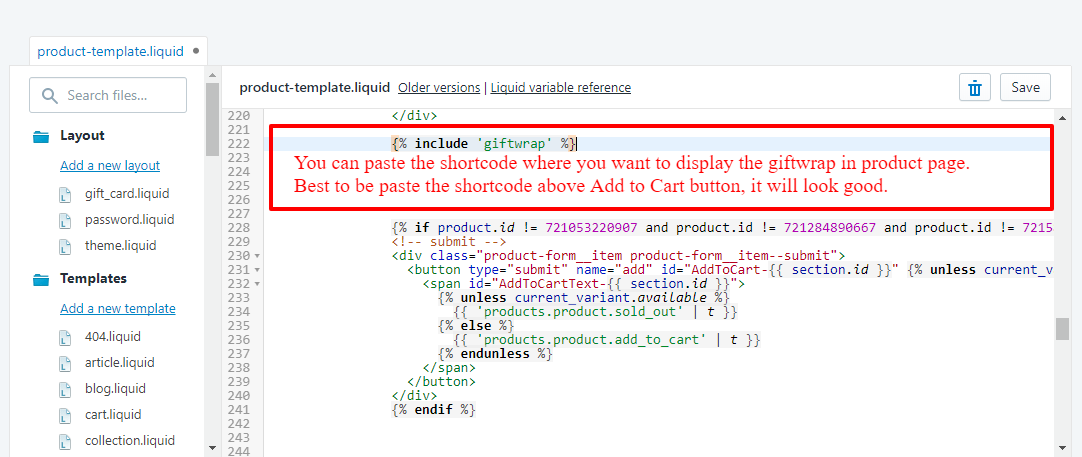 product-template.liquid •
Search files...
Layout
Add a new layout
gift_card.liquid
password.liquid
theme.liquid
Templates
Add a new template
404.liquid
article.liquid
blog.liquid
cart.liquid
collection.liquid
product-template.liquid Older versions | Liquid variable reference
Save
220 </div>
221
222 {% include 'giftwrap' %}
223 You can paste the shortcode where you want to display the giftwrap in product page.
224
225 Best to be paste the shortcode above Add to Cart button, it will look good.
226
227
228 {% if product.id != 721053220907 and product.id != 721284890667 and product.id != 7215
229 <!-- submit -->
230 <div class="product-form__item product-form__item--submit">
231 <button type="submit" name="add" id="AddToCart-{{ section.id }}" {% unless current_v
232 <span id="AddToCartText-{{ section.id }}">
233 {% unless current_variant.available %}
234 {{ 'products.product.sold_out' | t }}
235 {% else %}
236 {{ 'products.product.add_to_cart' | t }}
237 {% endunless %}
238 </span>
239 </button>
240 </div>
241 {% endif %}
242
243
244